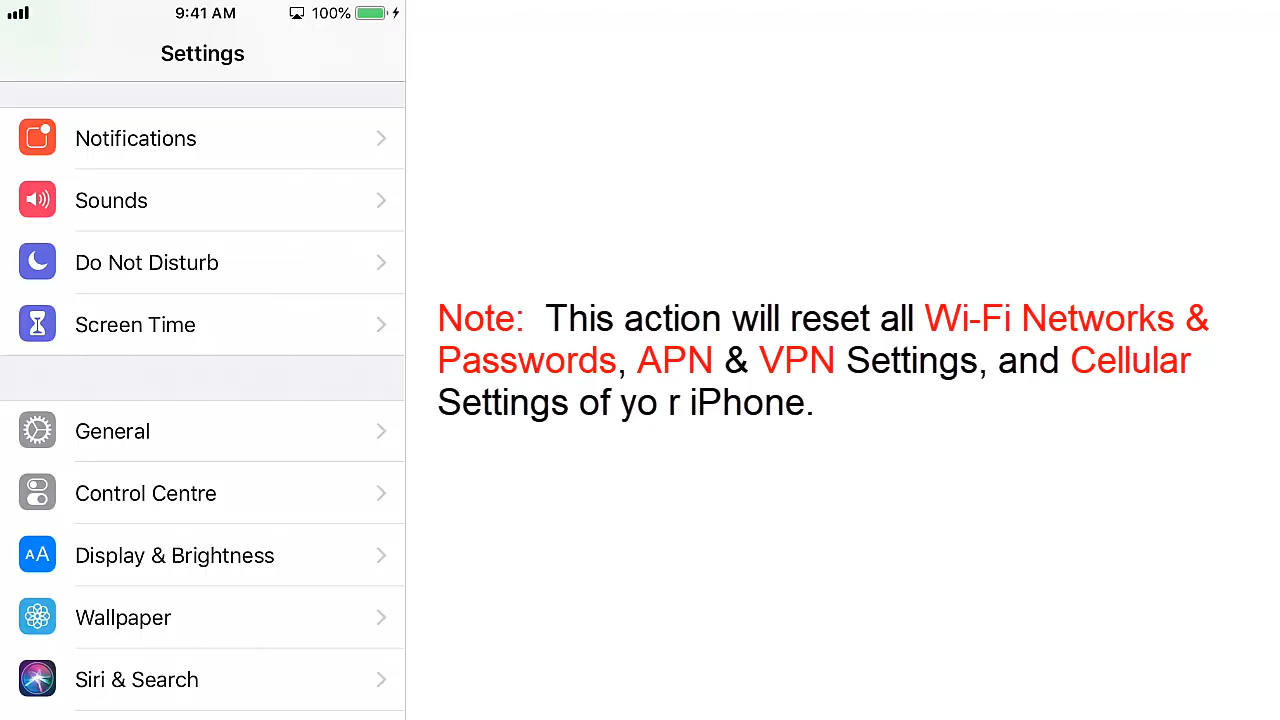 9:41 AM 100%
Settings
Notifications
Sounds
Do Not Disturb
Screen Time
General
Control Centre
AA Display & Brightness
Wallpaper
Siri & Search
Note: This action will reset all Wi-Fi Networks &
Passwords, APN & VPN Settings, and Cellular
Settings of yo r iPhone.